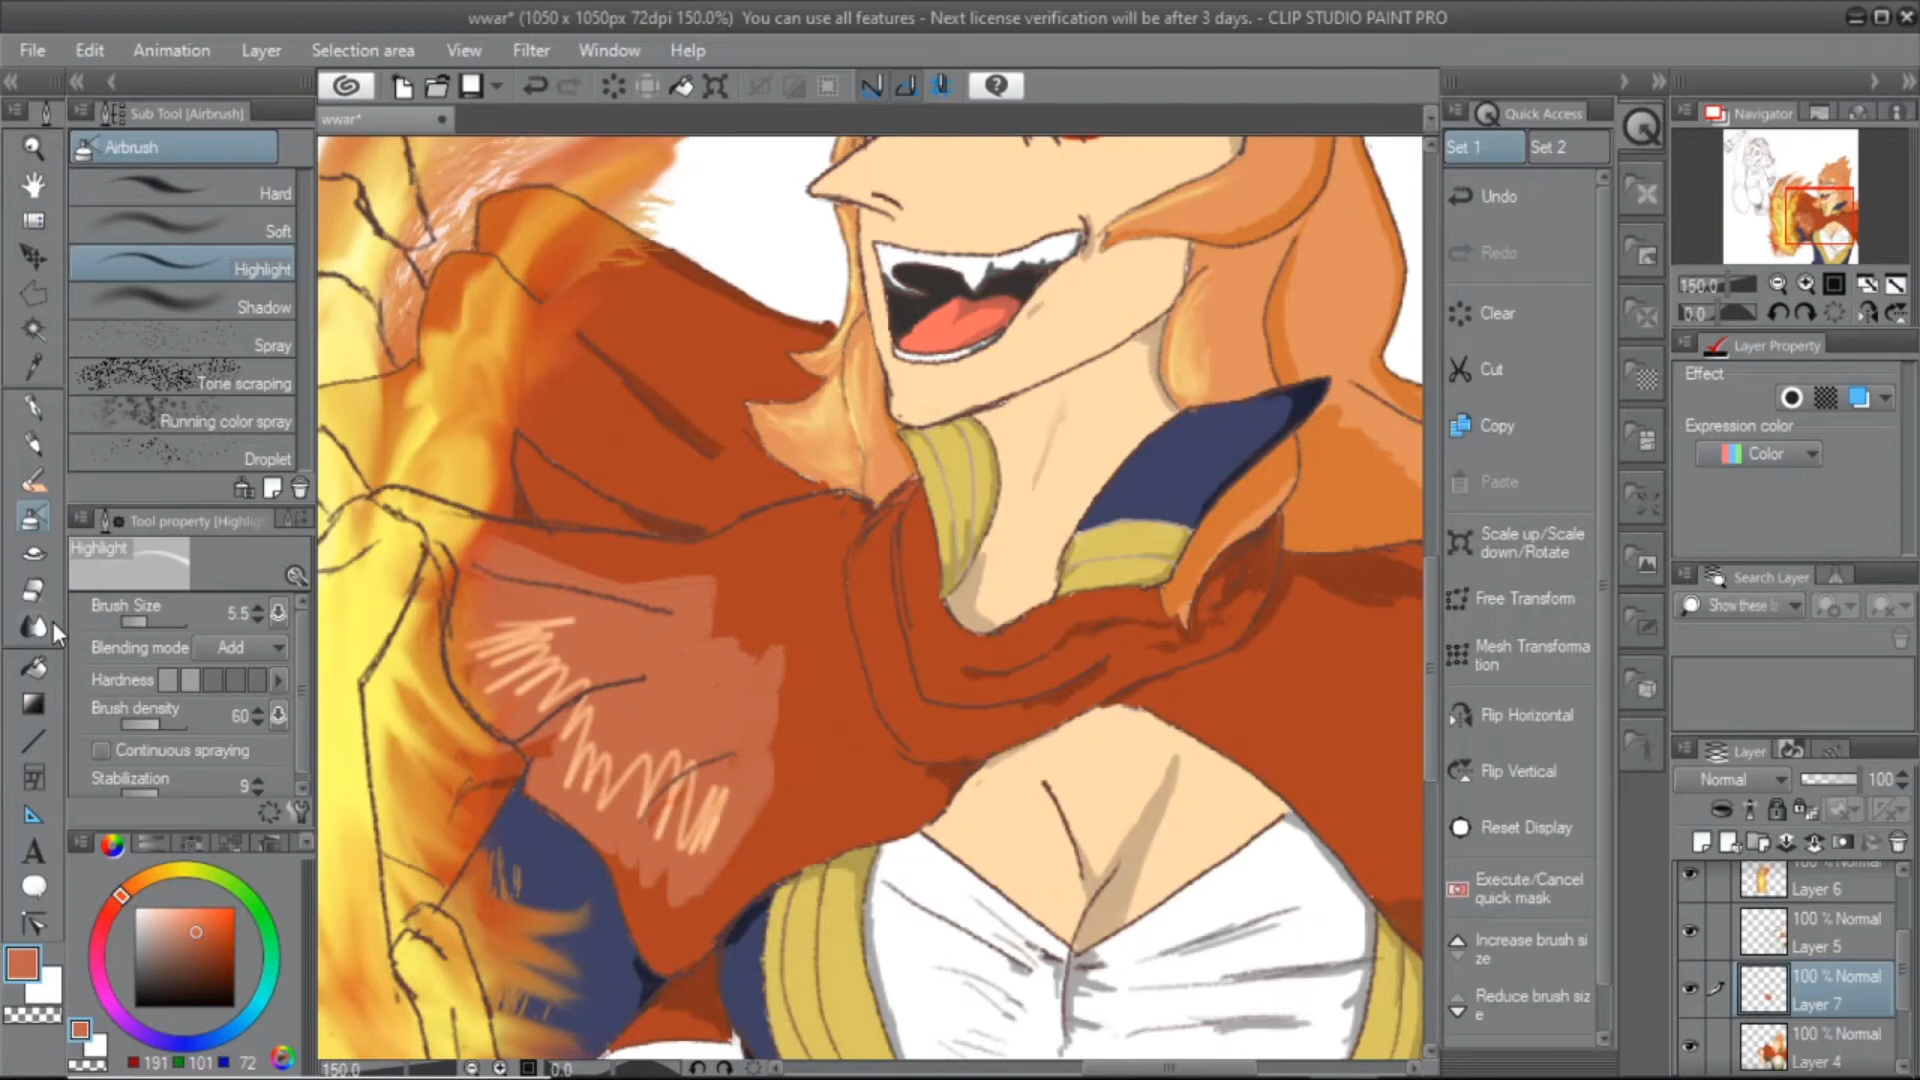 wwar* (1050 x 1050px 72dpi 150.0%) You can use all features - Next license verification will be after 3 days. - CLIP STUDIO PAINT PRO
File Edit Animation Layer Selection area View Filter Window Help
Sub Tool [Airbrush]
Airbrush
Hard
Soft
Highlight
Shadow
Spray
Tone scraping
Running color spray
Droplet
Tool property [Highligh
Highlight
Brush Size 5.5
Blending mode Add
Hardness
Brush density 60
Continuous spraying
Stabilization 9
191 101 72
wwar*
150.0 0.0
Quick Access
Set 1 Set 2
Undo
Redo
Clear
Cut
Copy
Paste
Scale up/Scale
down/Rotate
Free Transform
Mesh Transforma
tion
Flip Horizontal
Flip Vertical
Reset Display
Execute/Cancel
quick mask
Increase brush si
ze
Reduce brush siz
e
Navigator
150.0
0.0
Layer Property
Effect
Expression color
Color
Search Layer
Show these
Layer
Normal 100
100 % Normal
Layer 6
100 % Normal
Layer 5
100 % Normal
Layer 7
100 % Normal
Layer 4